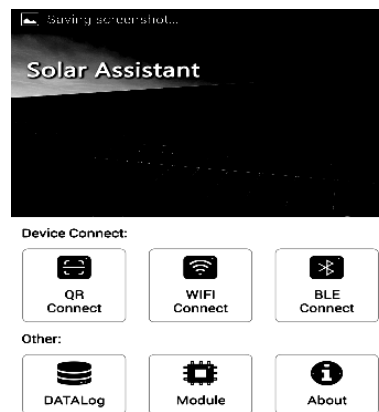 Saving screenshot...
Solar Assistant
Device Connect:
QR Connect
WIFI Connect
BLE Connect
Other:
DATALog
Module
About